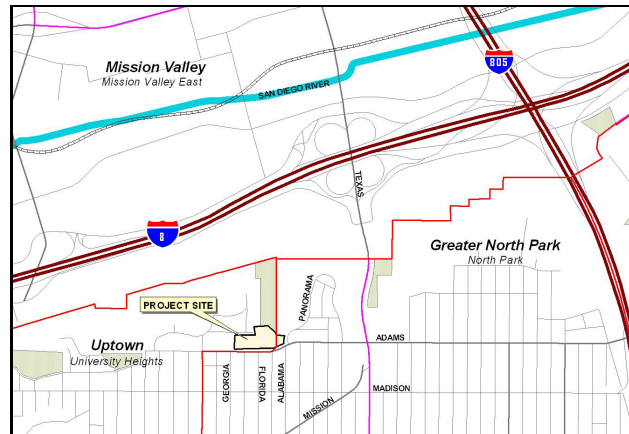 Mission Valley
Mission Valley East
805
SAN DIEGO RIVER
TEXAS
8
Greater North Park
North Park
PROJECT SITE
PANORAMA
ADAMS
Uptown
University Heights
GEORGIA
FLORIDA
ALABAMA
MADISON
MISSION